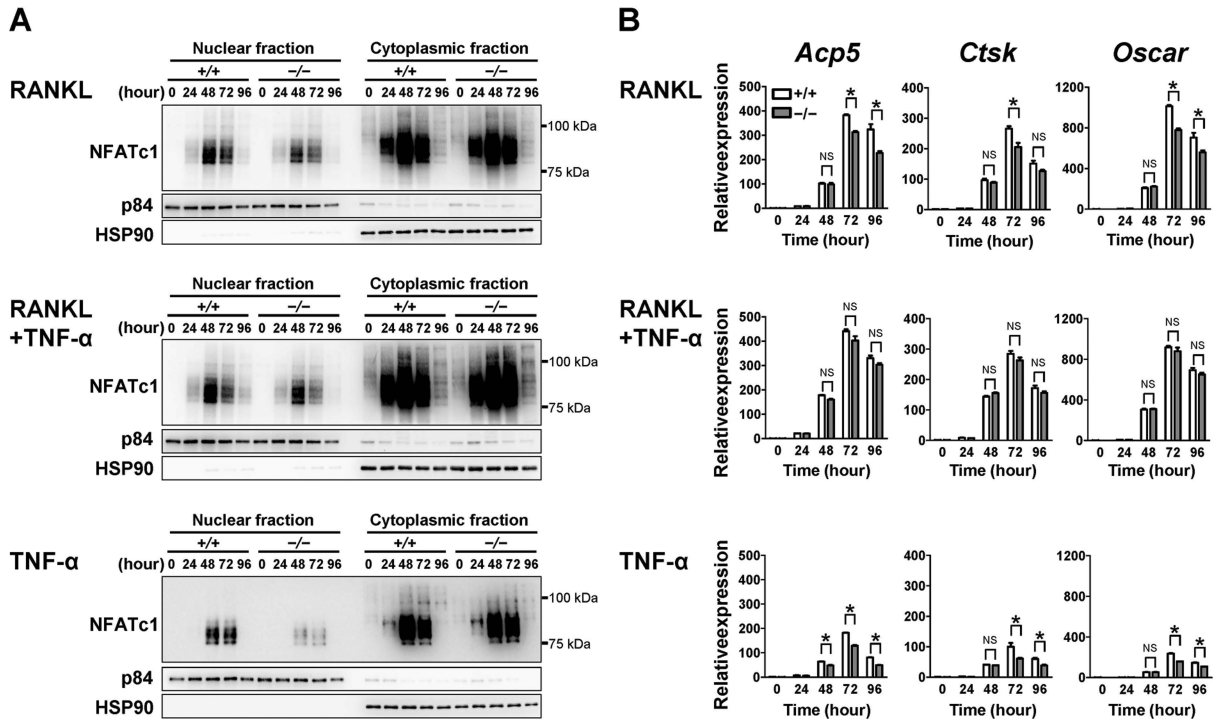 A
Nuclear fraction Cytoplasmic fraction
+/+ −/− +/+ −/−
RANKL (hour) 0 24 48 72 96 0 24 48 72 96 0 24 48 72 96 0 24 48 72 96
100 kDa
NFATc1
75 kDa
p84
HSP90
Nuclear fraction Cytoplasmic fraction
+/+ −/− +/+ −/−
RANKL
+TNF-α
(hour) 0 24 48 72 96 0 24 48 72 96 0 24 48 72 96 0 24 48 72 96
100 kDa
NFATc1
75 kDa
p84
HSP90
Nuclear fraction Cytoplasmic fraction
+/+ −/− +/+ −/−
TNF-α (hour) 0 24 48 72 96 0 24 48 72 96 0 24 48 72 96 0 24 48 72 96
100 kDa
NFATc1
75 kDa
p84
HSP90
B
Acp5 Ctsk Oscar
RANKL
Relativeexpression
500
400
300
200
100
0
+/+
−/−
NS * *
0 24 48 72 96
Time (hour)
400
300
200
100
0
NS * NS
0 24 48 72 96
Time (hour)
1200
900
600
300
0
NS * *
0 24 48 72 96
Time (hour)
RANKL
+TNF-α
Relativeexpression
500
400
300
200
100
0
NS NS NS
0 24 48 72 96
Time (hour)
400
300
200
100
0
NS NS NS
0 24 48 72 96
Time (hour)
1200
900
600
300
0
NS NS NS
0 24 48 72 96
Time (hour)
TNF-α
Relativeexpression
500
400
300
200
100
0
* * *
0 24 48 72 96
Time (hour)
400
300
200
100
0
NS * *
0 24 48 72 96
Time (hour)
1200
900
600
300
0
NS * *
0 24 48 72 96
Time (hour)